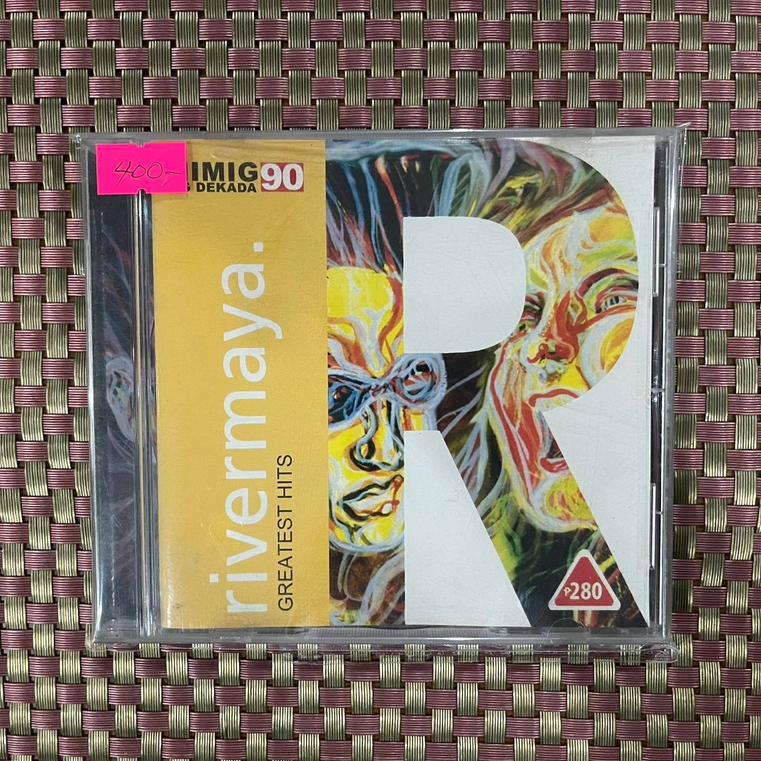 400-
IMIG
G DEKADA 90
rivermaya.
GREATEST HITS
₱280